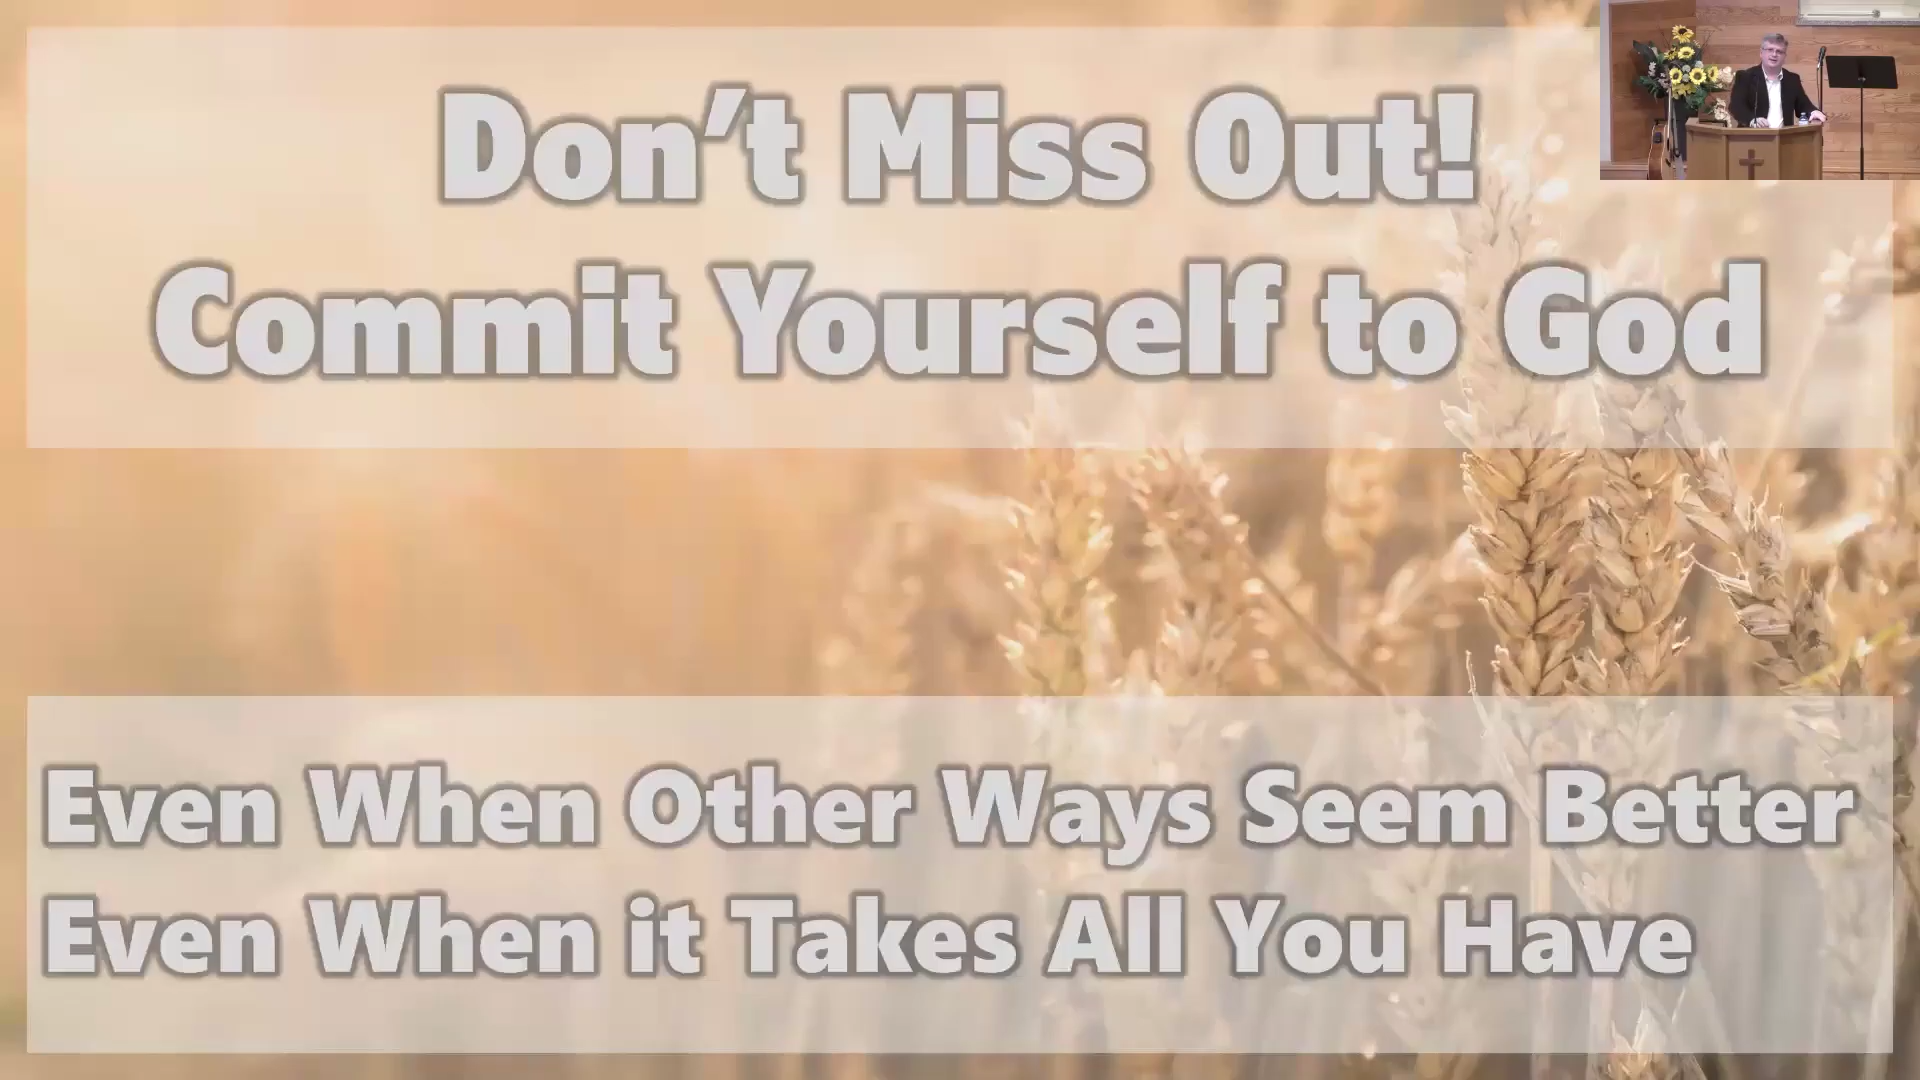 Don’t Miss Out!
Commit Yourself to God
Even When Other Ways Seem Better
Even When it Takes All You Have